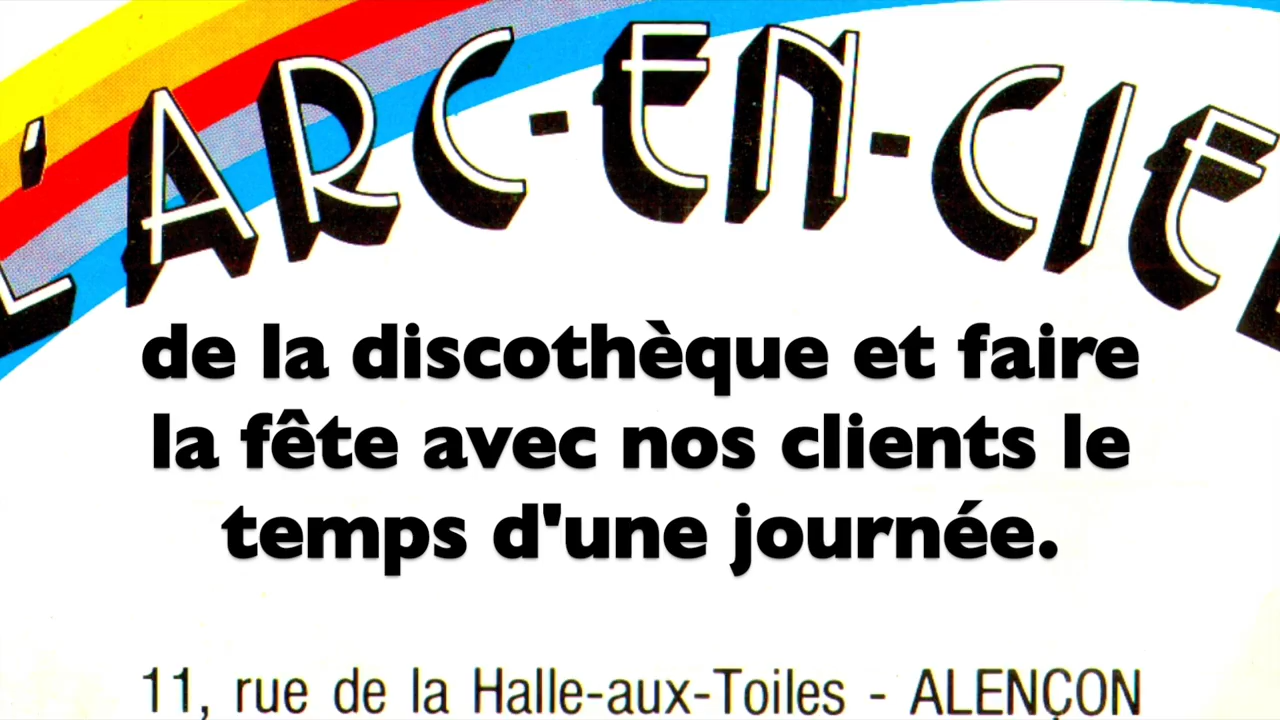 L'ARC-EN-CIEL
de la discothèque et faire
la fête avec nos clients le
temps d'une journée.
11, rue de la Halle-aux-Toiles - ALENÇON